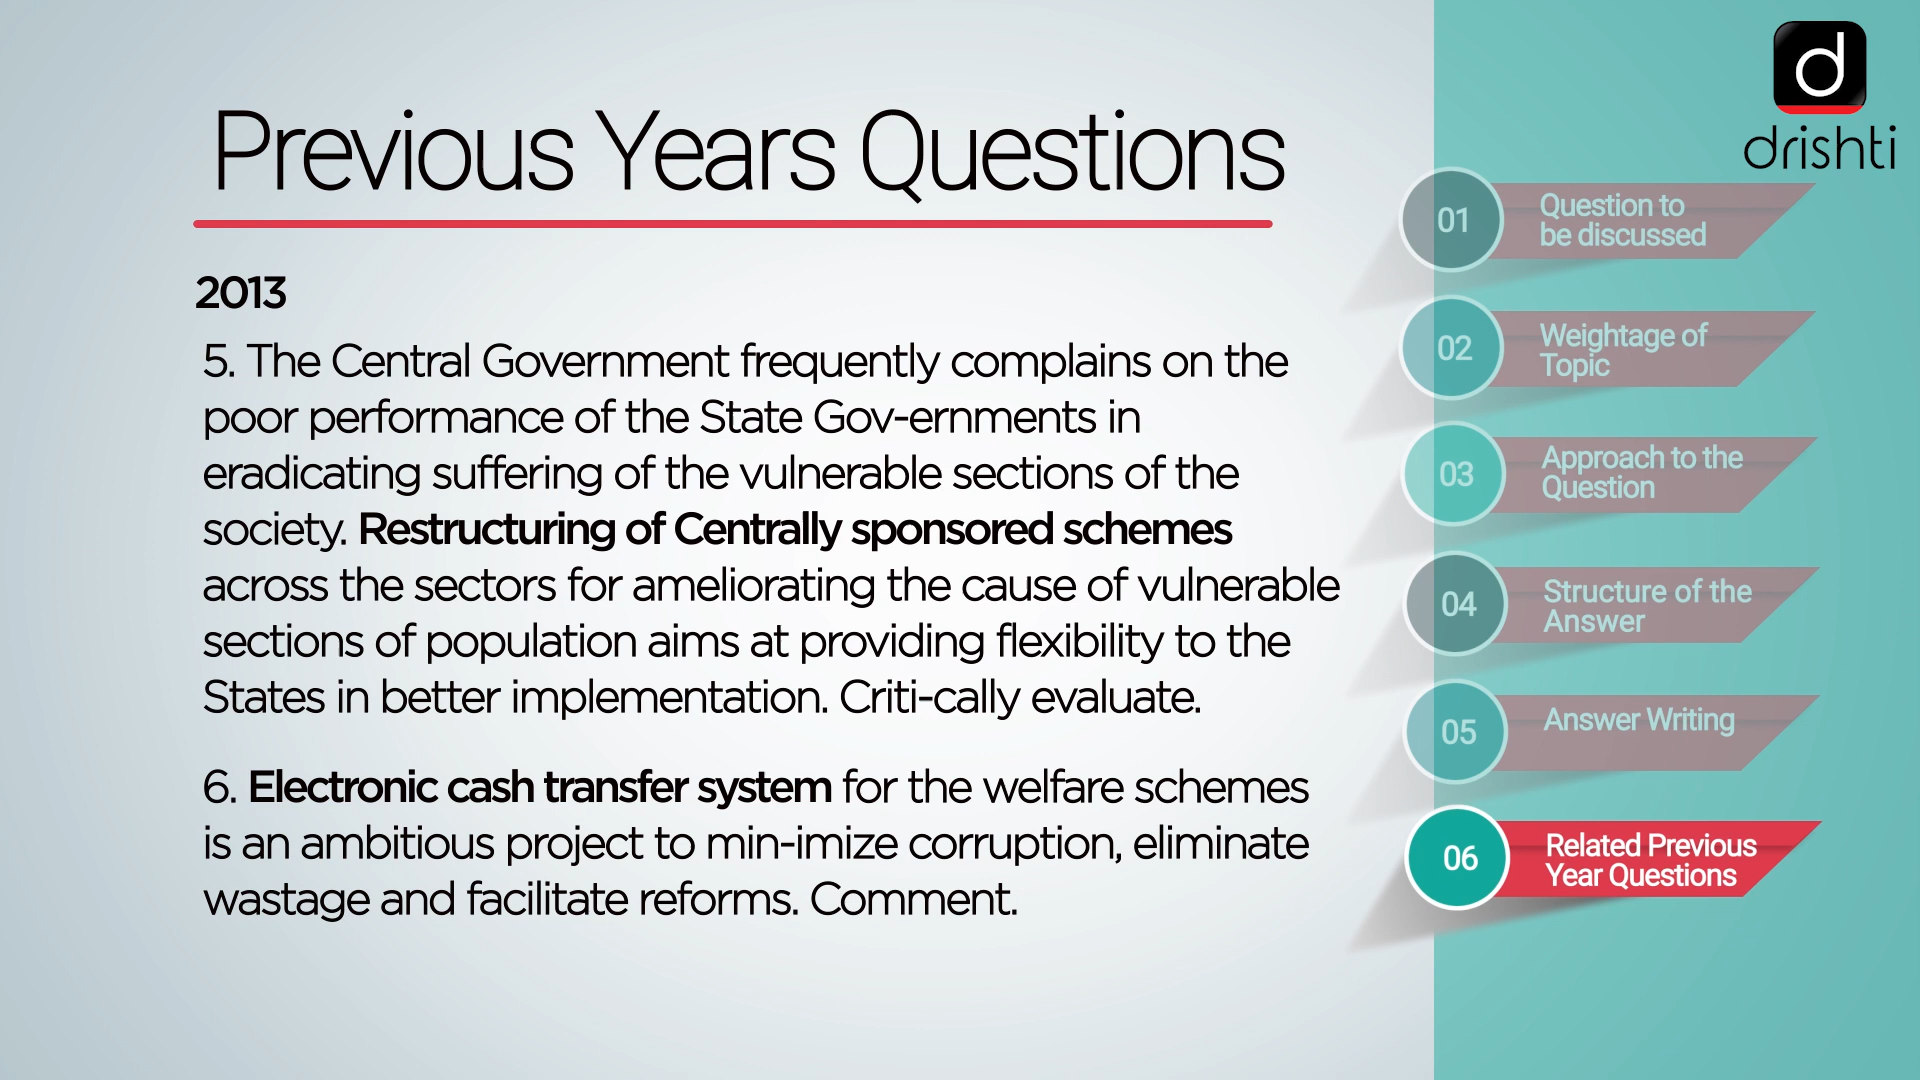 Previous Years Questions
2013
5. The Central Government frequently complains on the
poor performance of the State Gov-ernments in
eradicating suffering of the vulnerable sections of the
society. Restructuring of Centrally sponsored schemes
across the sectors for ameliorating the cause of vulnerable
sections of population aims at providing flexibility to the
States in better implementation. Criti-cally evaluate.
6. Electronic cash transfer system for the welfare schemes
is an ambitious project to min-imize corruption, eliminate
wastage and facilitate reforms. Comment.
d
drishti
01
Question to
be discussed
02
Weightage of
Topic
03
Approach to the
Question
04
Structure of the
Answer
05
Answer Writing
06
Related Previous
Year Questions